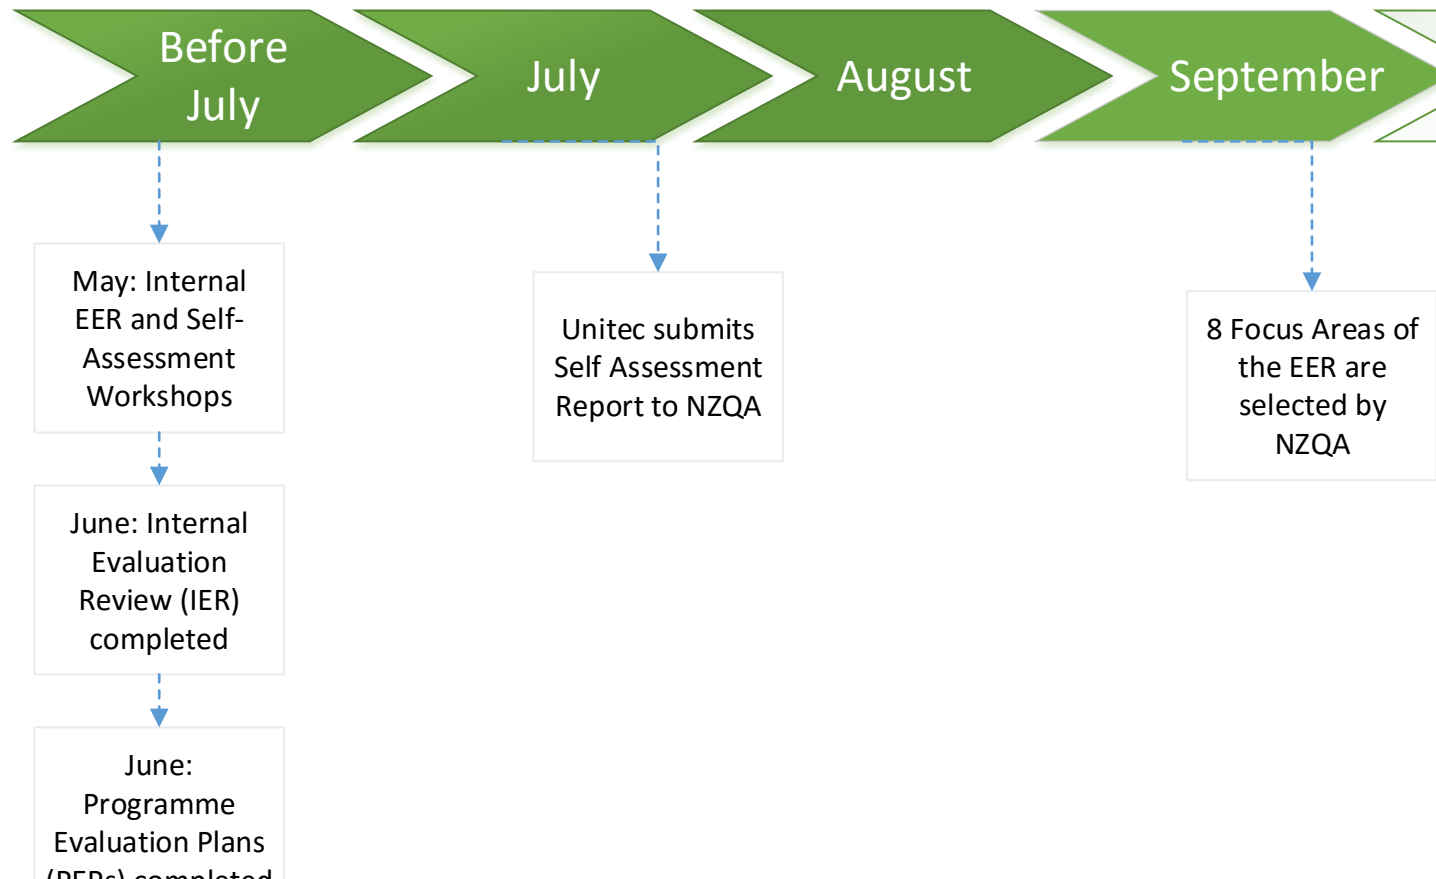 Before
July
July
August
September
May: Internal
EER and Self-
Assessment
Workshops
June: Internal
Evaluation
Review (IER)
completed
June:
Programme
Evaluation Plans
(PEPs) completed
Unitec submits
Self Assessment
Report to NZQA
8 Focus Areas of
the EER are
selected by
NZQA